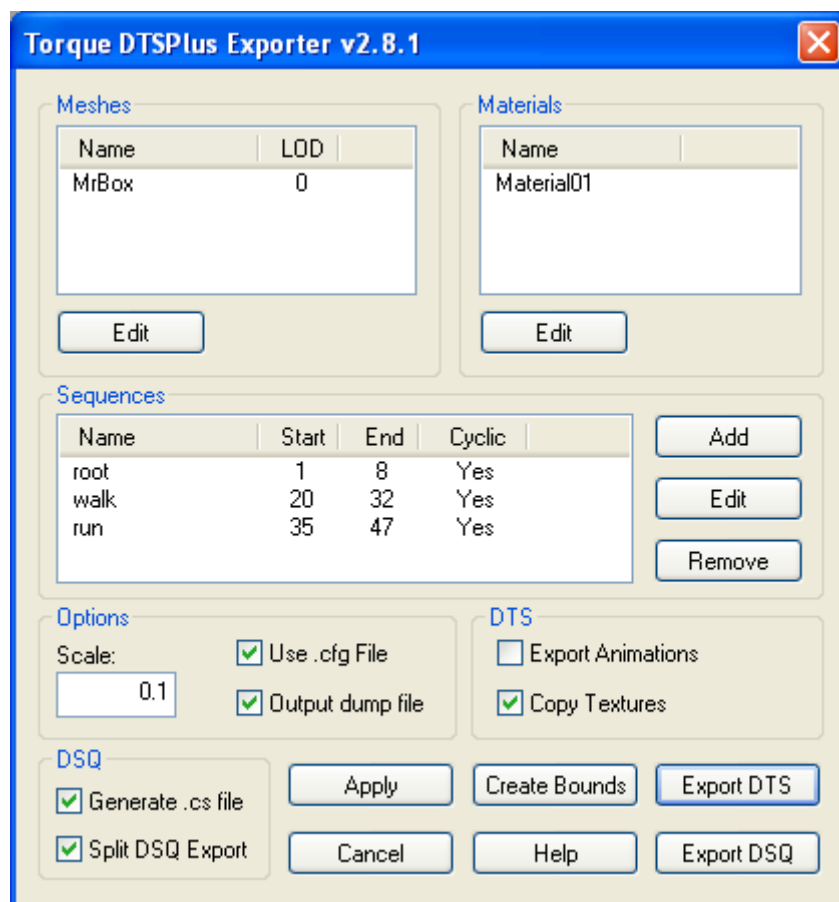 Torque DTSPlus Exporter v2.8.1
Meshes
Name LOD
MrBox 0
Edit
Materials
Name
Material01
Edit
Sequences
Name Start End Cyclic
root 1 8 Yes
walk 20 32 Yes
run 35 47 Yes
Add
Edit
Remove
Options
Scale:
0.1
Use .cfg File
Output dump file
DTS
Export Animations
Copy Textures
DSQ
Generate .cs file
Split DSQ Export
Apply
Create Bounds
Export DTS
Cancel
Help
Export DSQ